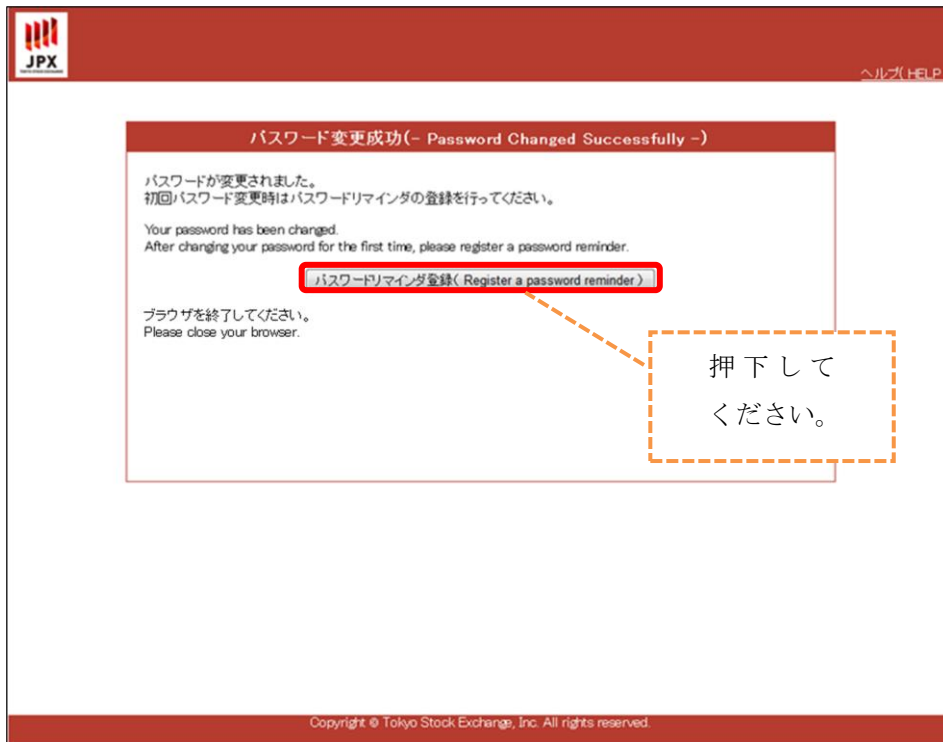 JPX
ヘルプ( HELP
パスワード変更成功(- Password Changed Successfully -)
パスワードが変更されました。
初回パスワード変更時はパスワードリマインダの登録を行ってください。
Your password has been changed.
After changing your password for the first time, please register a password reminder.
パスワードリマインダ登録( Register a password reminder )
ブラウザを終了してください。
Please close your browser.
押下して
ください。
Copyright © Tokyo Stock Exchange, Inc. All rights reserved.